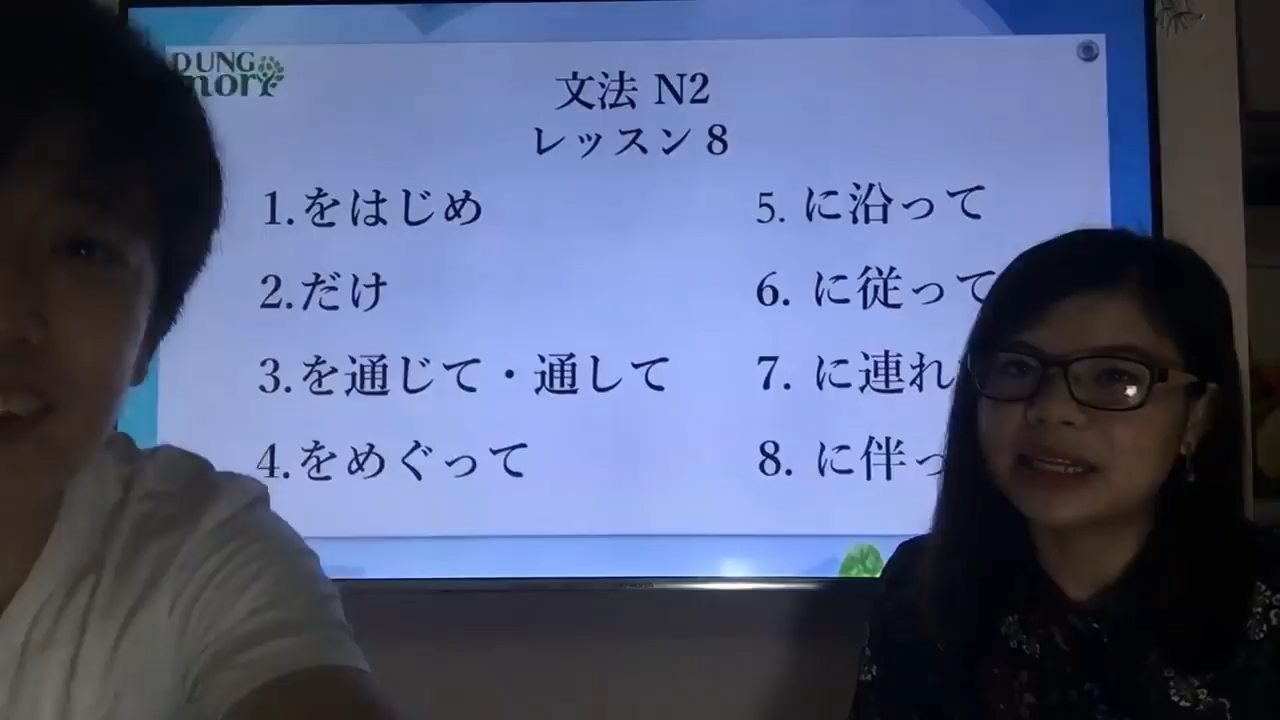 DUNG
mori
文法 N2
レッスン 8
1.をはじめ
2.だけ
3.を通じて・通して
4.をめぐって
5. に沿って
6. に従って
7. に連れ
8. に伴っ